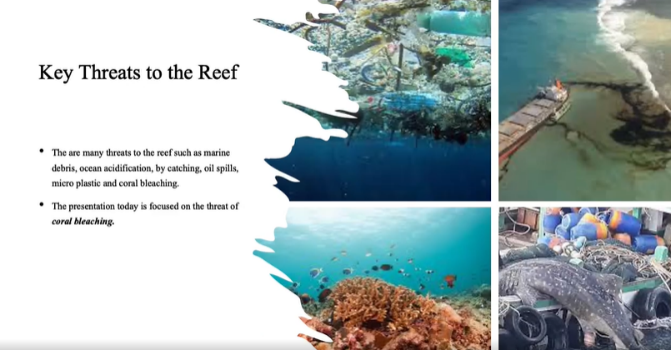 Key Threats to the Reef
• The are many threats to the reef such as marine
debris, ocean acidification, by catching, oil spills,
micro plastic and coral bleaching.
• The presentation today is focused on the threat of
coral bleaching.